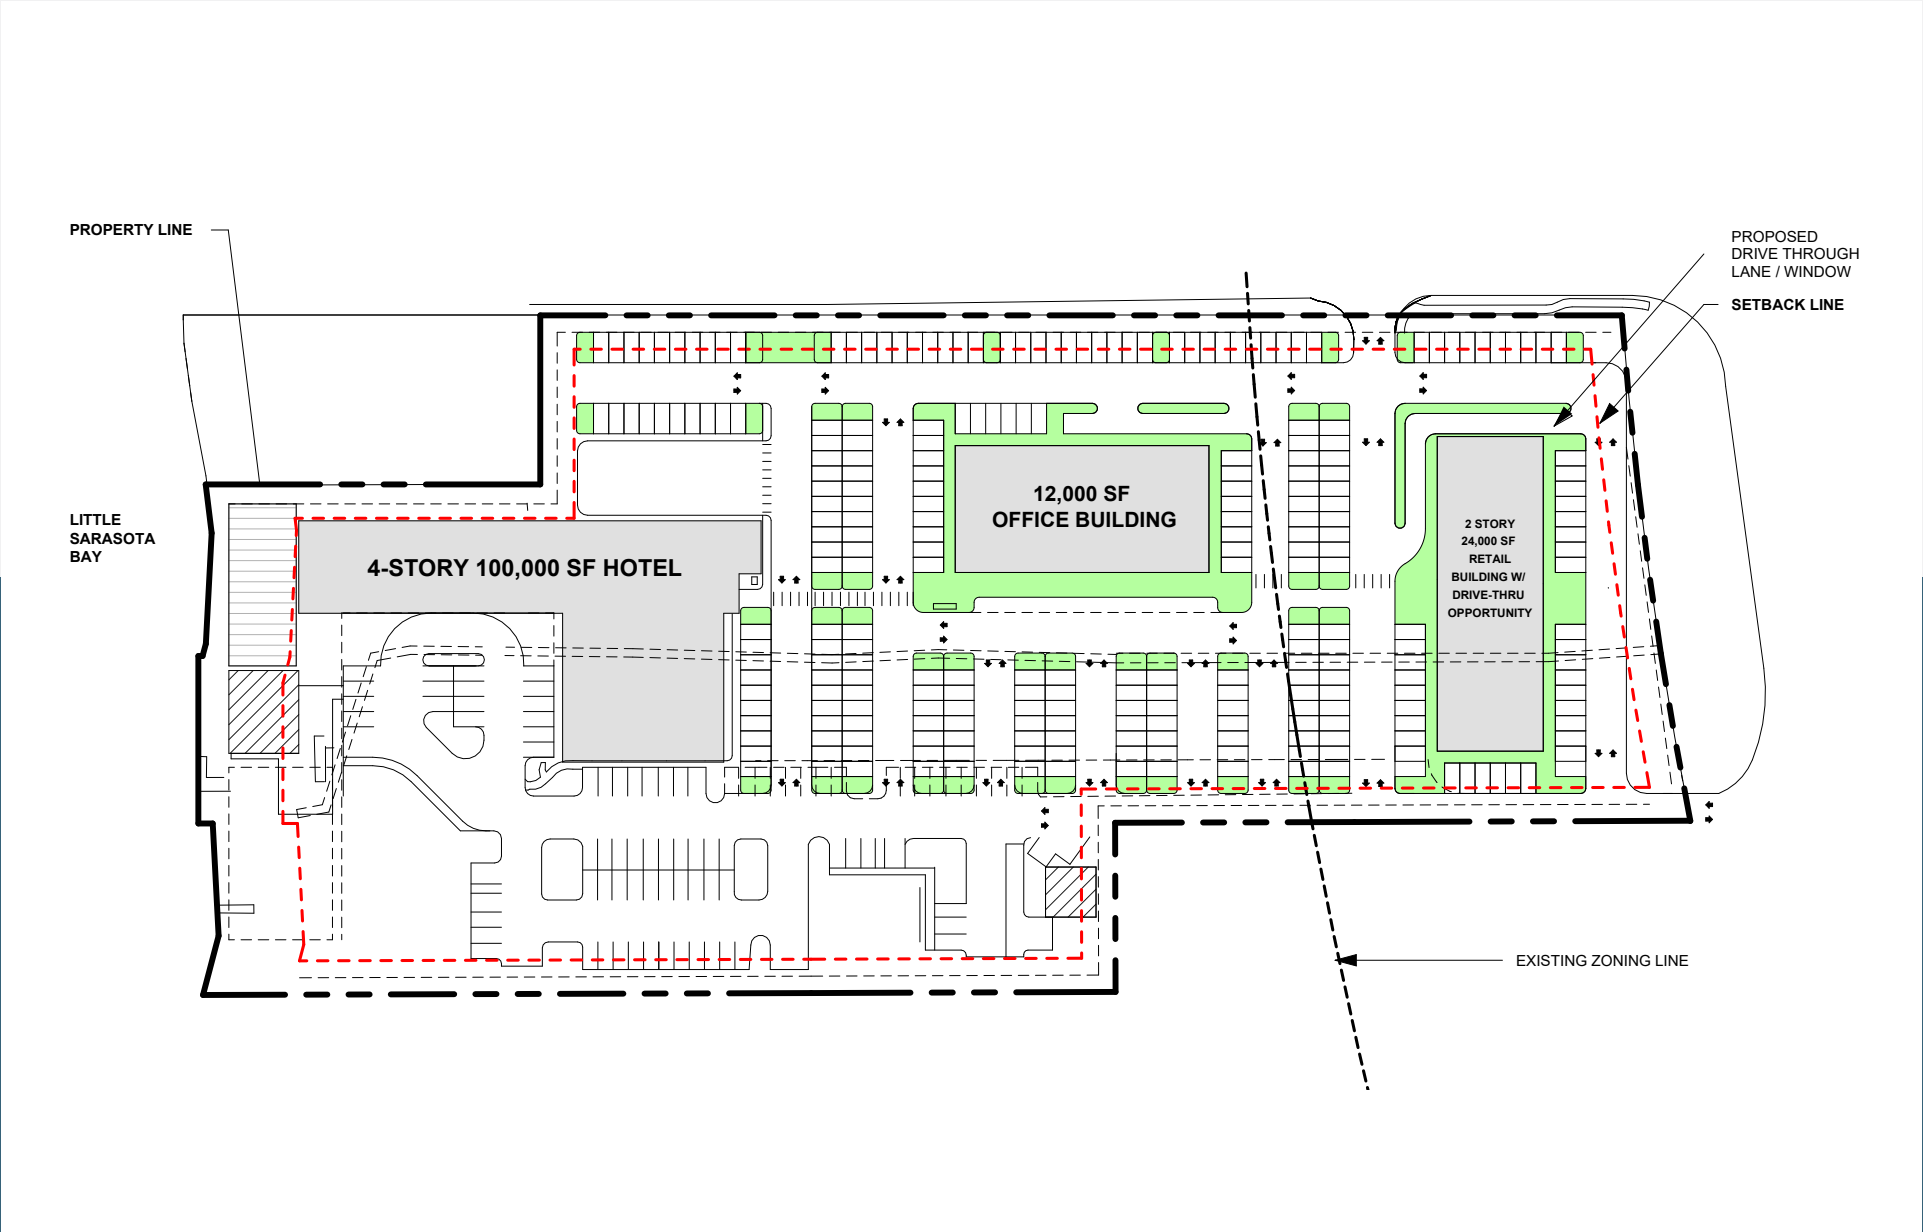 PROPERTY LINE
PROPOSED
DRIVE THROUGH
LANE / WINDOW
SETBACK LINE
LITTLE
SARASOTA
BAY
4-STORY 100,000 SF HOTEL
12,000 SF
OFFICE BUILDING
2 STORY
24,000 SF
RETAIL
BUILDING W/
DRIVE-THRU
OPPORTUNITY
EXISTING ZONING LINE